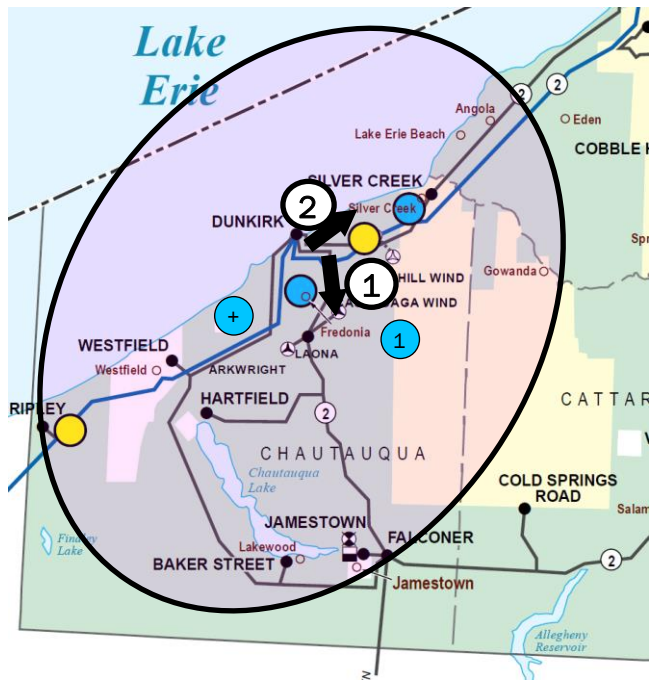 Lake
Erie
2
2
Angola
Eden
Lake Erie Beach
COBBLE H
SILVER CREEK
2
Silver Creek
DUNKIRK
Spr
Gowanda
1
HILL WIND
AGA WIND
+
1
Fredonia
WESTFIELD
LAONA
Westfield
ARKWRIGHT
HARTFIELD
RIPLEY
2
CATTAR
CHAUTAUQUA
Chautauqua
Lake
COLD SPRINGS
ROAD
Salam
JAMESTOWN
FALCONER
Findley
Lake
Lakewood
BAKER STREET
2
Jamestown
Allegheny
Reservoir
N